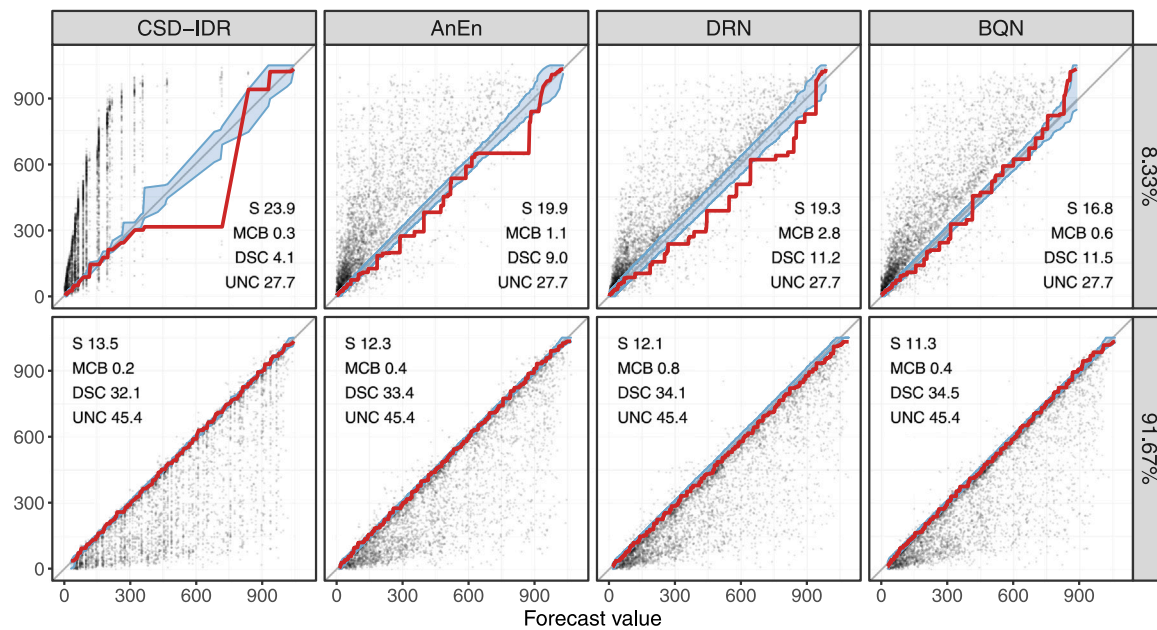 CSD–IDR AnEn DRN BQN
900
600
300
0
S 23.9
MCB 0.3
DSC 4.1
UNC 27.7
S 19.9
MCB 1.1
DSC 9.0
UNC 27.7
S 19.3
MCB 2.8
DSC 11.2
UNC 27.7
S 16.8
MCB 0.6
DSC 11.5
UNC 27.7
8.33%
900
600
300
0
S 13.5
MCB 0.2
DSC 32.1
UNC 45.4
S 12.3
MCB 0.4
DSC 33.4
UNC 45.4
S 12.1
MCB 0.8
DSC 34.1
UNC 45.4
S 11.3
MCB 0.4
DSC 34.5
UNC 45.4
91.67%
0 300 600 900 0 300 600 900 0 300 600 900 0 300 600 900
Forecast value